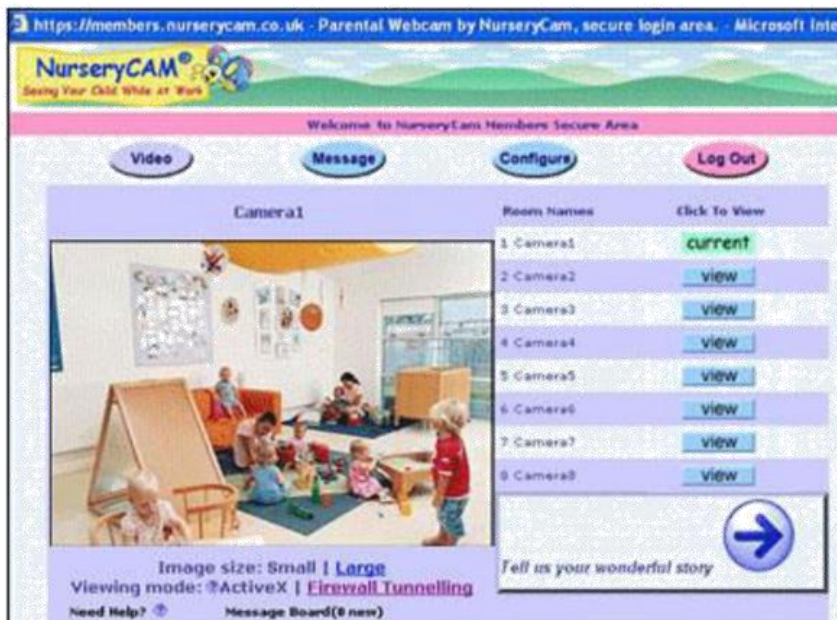 https://members.nurserycam.co.uk - Parental Webcam by NurseryCam, secure login area. - Microsoft Inte
NurseryCAM®
Seeing Your Child While at Work
Welcome to NurseryCam Members Secure Area
Video Message Configure Log Out
Camera1 Room Names Click To View
1 Camera1 current
2 Camera2 view
3 Camera3 view
4 Camera4 view
5 Camera5 view
6 Camera6 view
7 Camera7 view
8 Camera8 view
Tell us your wonderful story
Image size: Small | Large
Viewing mode: ActiveX | Firewall Tunnelling
Need Help? Message Board(0 new)